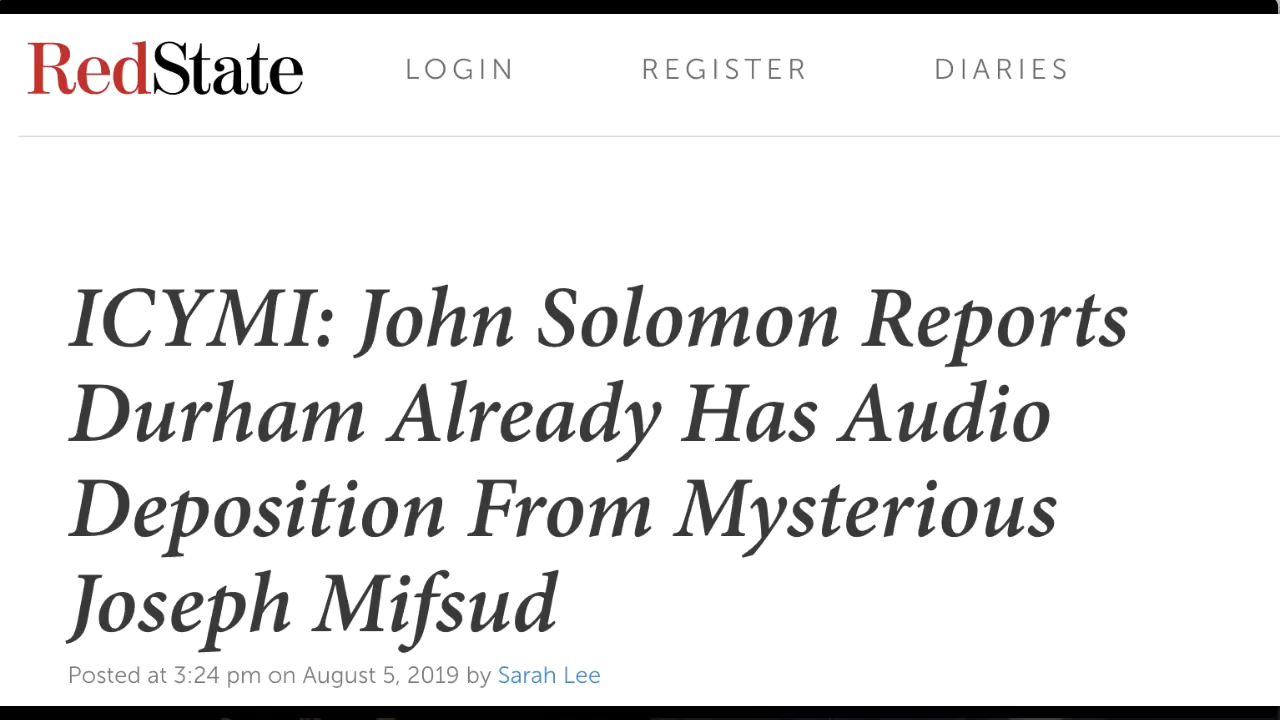 RedState LOGIN REGISTER DIARIES
ICYMI: John Solomon Reports
Durham Already Has Audio
Deposition From Mysterious
Joseph Mifsud
Posted at 3:24 pm on August 5, 2019 by Sarah Lee